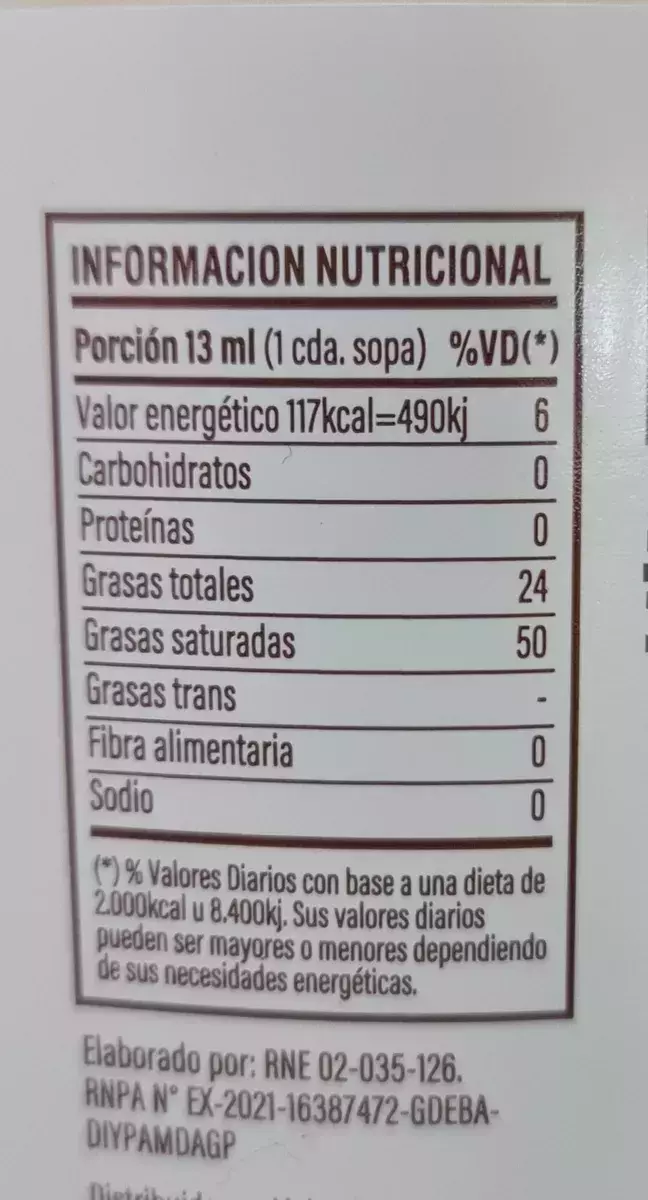 INFORMACION NUTRICIONAL
Porción 13 ml (1 cda. sopa) %VD(*)
Valor energético 117kcal=490kj 6
Carbohidratos 0
Proteínas 0
Grasas totales 24
Grasas saturadas 50
Grasas trans -
Fibra alimentaria 0
Sodio 0
(*) % Valores Diarios con base a una dieta de
2.000kcal u 8.400kj. Sus valores diarios
pueden ser mayores o menores dependiendo
de sus necesidades energéticas.
Elaborado por: RNE 02-035-126.
RNPA N° EX-2021-16387472-GDEBA-
DIYPAMDAGP